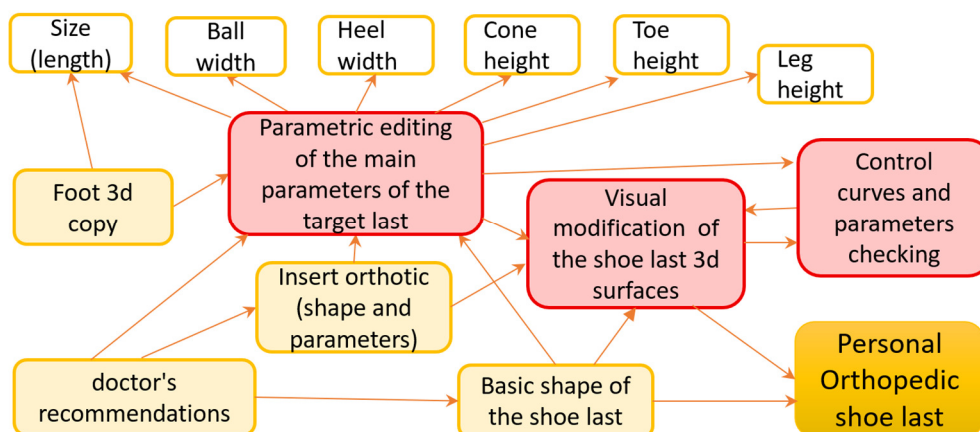 Size
(length)
Ball
width
Heel
width
Cone
height
Toe
height
Leg
height
Parametric editing
of the main
parameters of the
target last
Control
curves and
parameters
checking
Foot 3d
copy
Visual
modification of
the shoe last 3d
surfaces
Insert orthotic
(shape and
parameters)
doctor's
recommendations
Basic shape of
the shoe last
Personal
Orthopedic
shoe last